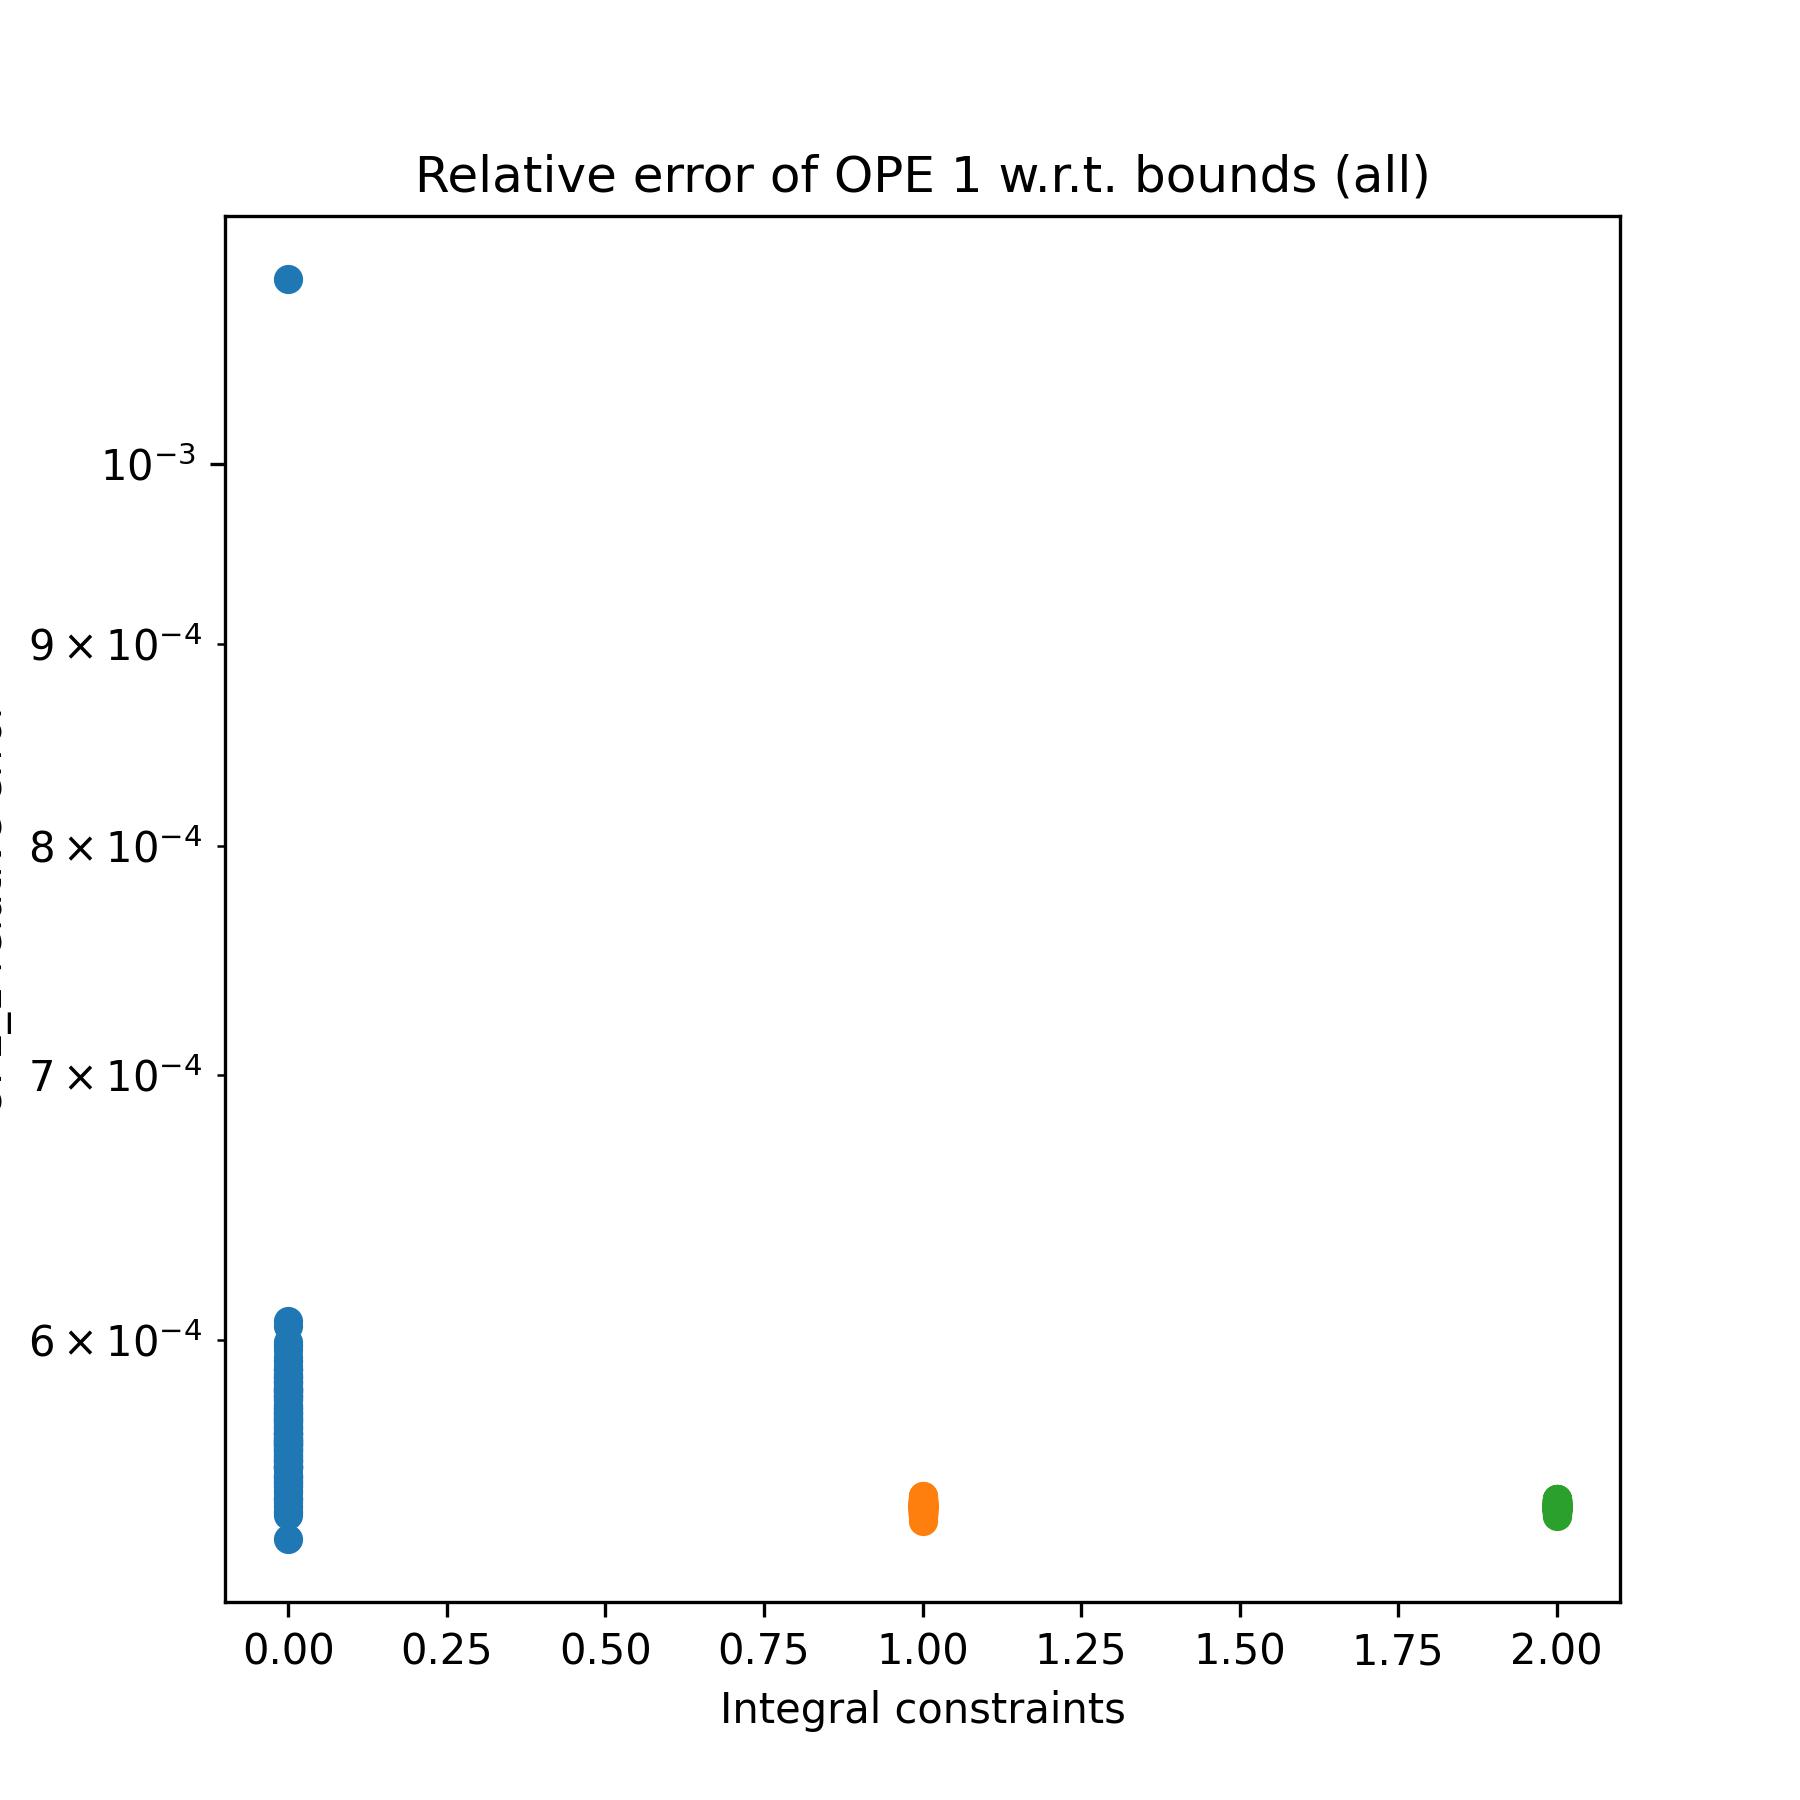 Relative error of OPE 1 w.r.t. bounds (all)
10⁻³
9 × 10⁻⁴
8 × 10⁻⁴
7 × 10⁻⁴
6 × 10⁻⁴
0.00 0.25 0.50 0.75 1.00 1.25 1.50 1.75 2.00
Integral constraints